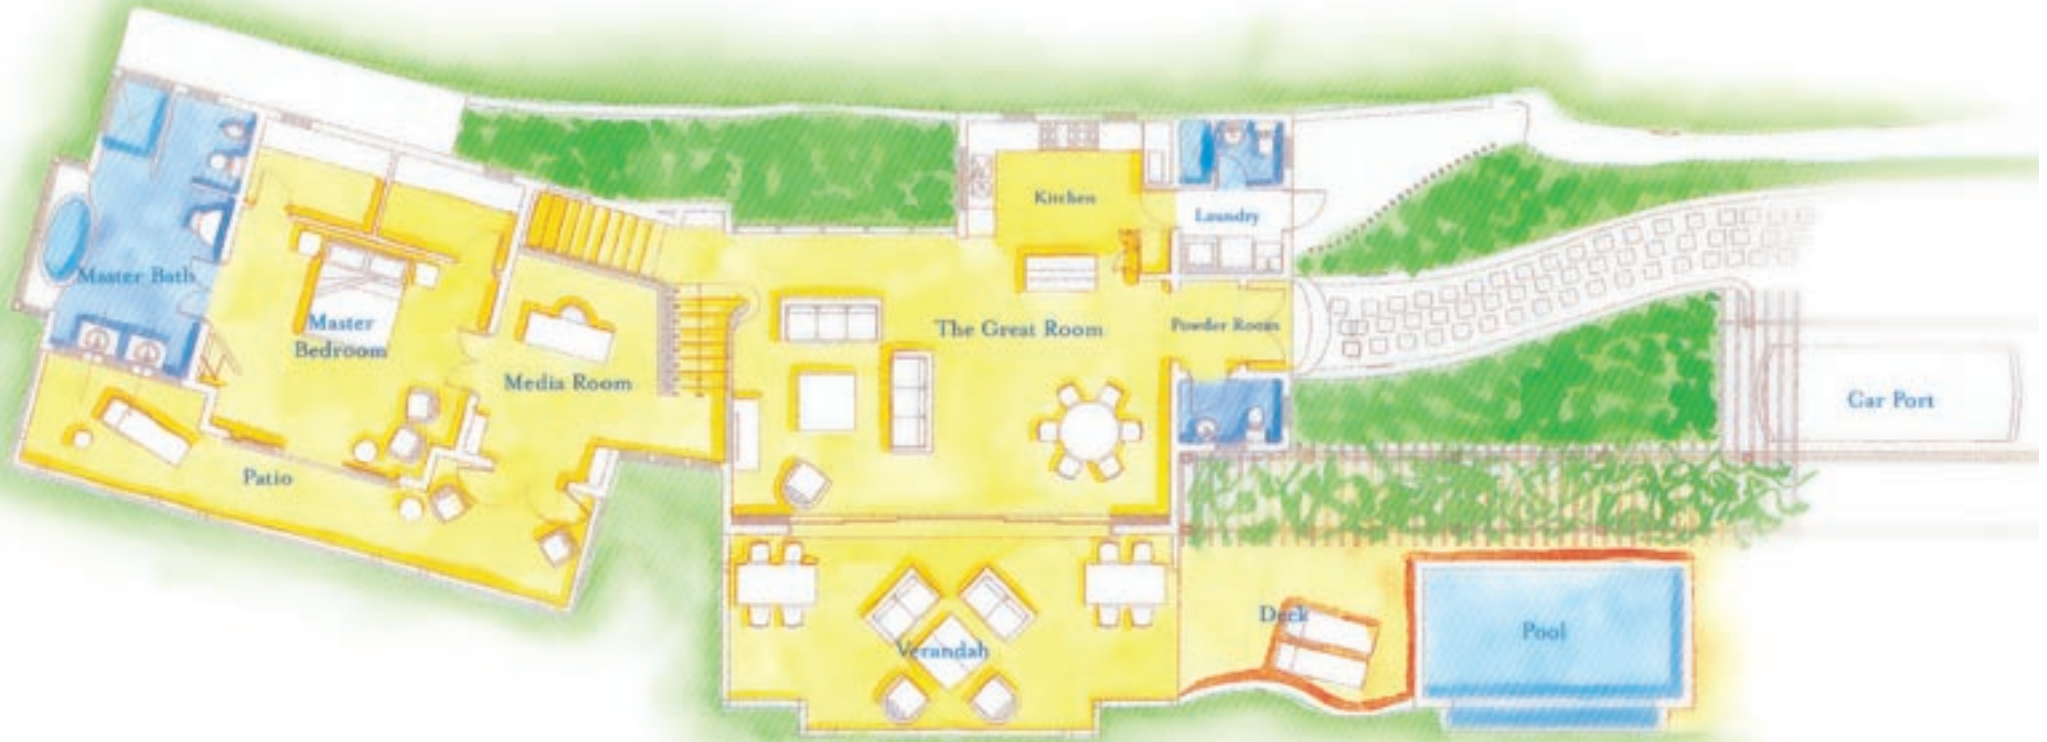 Kitchen
Laundry
Master Bath
Master
Bedroom
The Great Room
Powder Room
Media Room
Car Port
Patio
Deck
Pool
Verandah